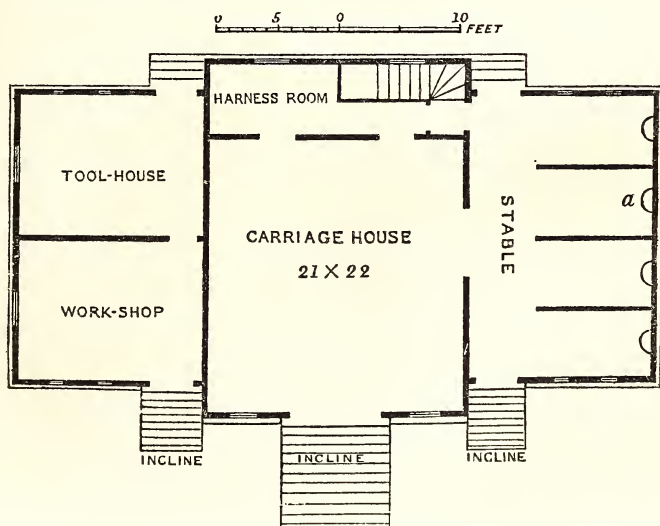 0 5 0 10
FEET
HARNESS ROOM
TOOL-HOUSE
a
STABLE
CARRIAGE HOUSE
21 X 22
WORK-SHOP
INCLINE
INCLINE
INCLINE